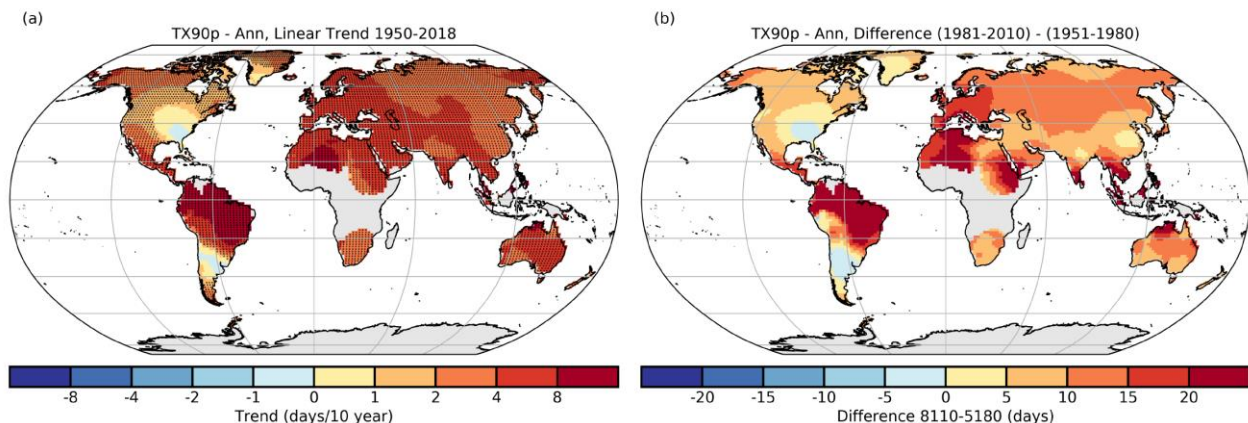 (a)
TX90p - Ann, Linear Trend 1950-2018
-8 -4 -2 -1 0 1 2 4 8
Trend (days/10 year)
(b)
TX90p - Ann, Difference (1981-2010) - (1951-1980)
-20 -15 -10 -5 0 5 10 15 20
Difference 8110-5180 (days)